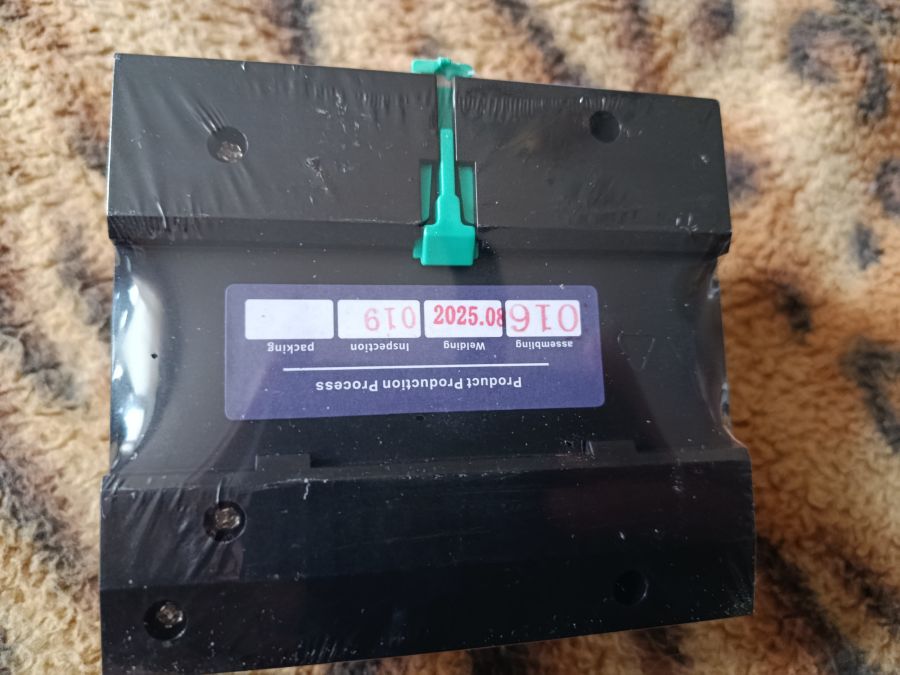 Product Production Process
assembling Welding Inspection packing
016 2025.08 019